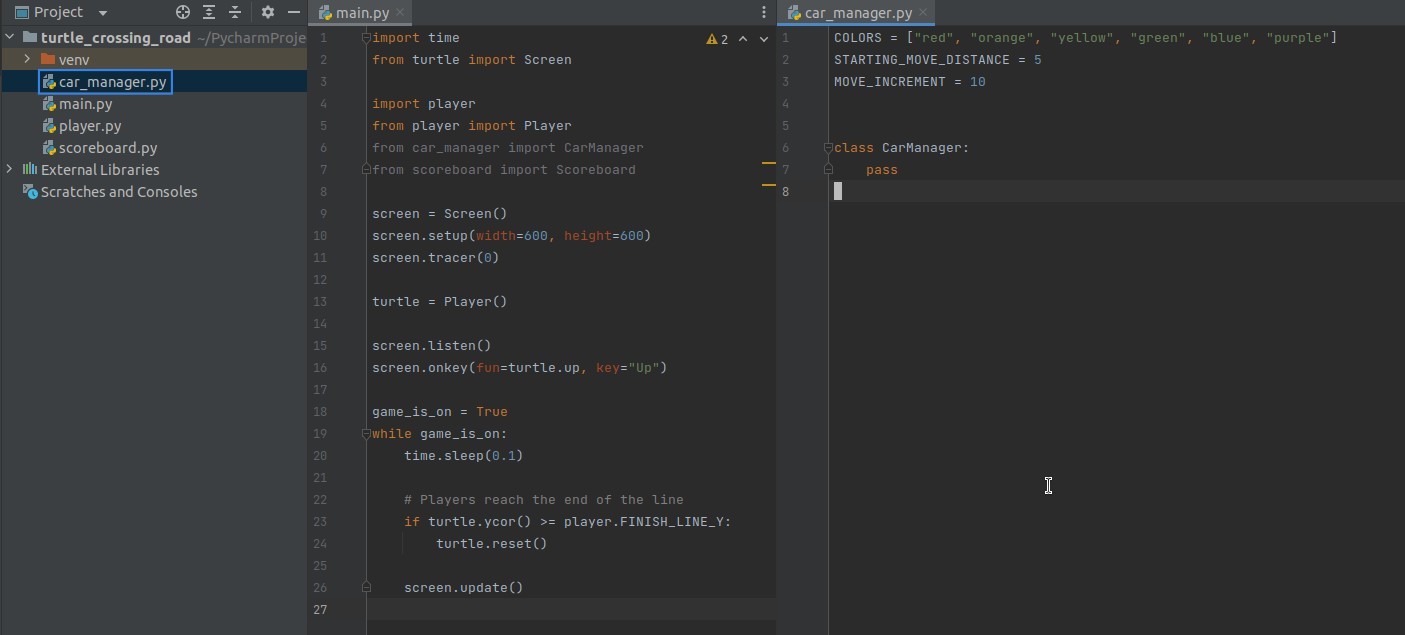 Project
turtle_crossing_road ~/PycharmProje
venv
car_manager.py
main.py
player.py
scoreboard.py
External Libraries
Scratches and Consoles
main.py
2
1 import time
2 from turtle import Screen
3
4 import player
5 from player import Player
6 from car_manager import CarManager
7 from scoreboard import Scoreboard
8
9 screen = Screen()
10 screen.setup(width=600, height=600)
11 screen.tracer(0)
12
13 turtle = Player()
14
15 screen.listen()
16 screen.onkey(fun=turtle.up, key="Up")
17
18 game_is_on = True
19 while game_is_on:
20     time.sleep(0.1)
21
22     # Players reach the end of the line
23     if turtle.ycor() >= player.FINISH_LINE_Y:
24         turtle.reset()
25
26     screen.update()
27
car_manager.py
1 COLORS = ["red", "orange", "yellow", "green", "blue", "purple"]
2 STARTING_MOVE_DISTANCE = 5
3 MOVE_INCREMENT = 10
4
5
6 class CarManager:
7     pass
8